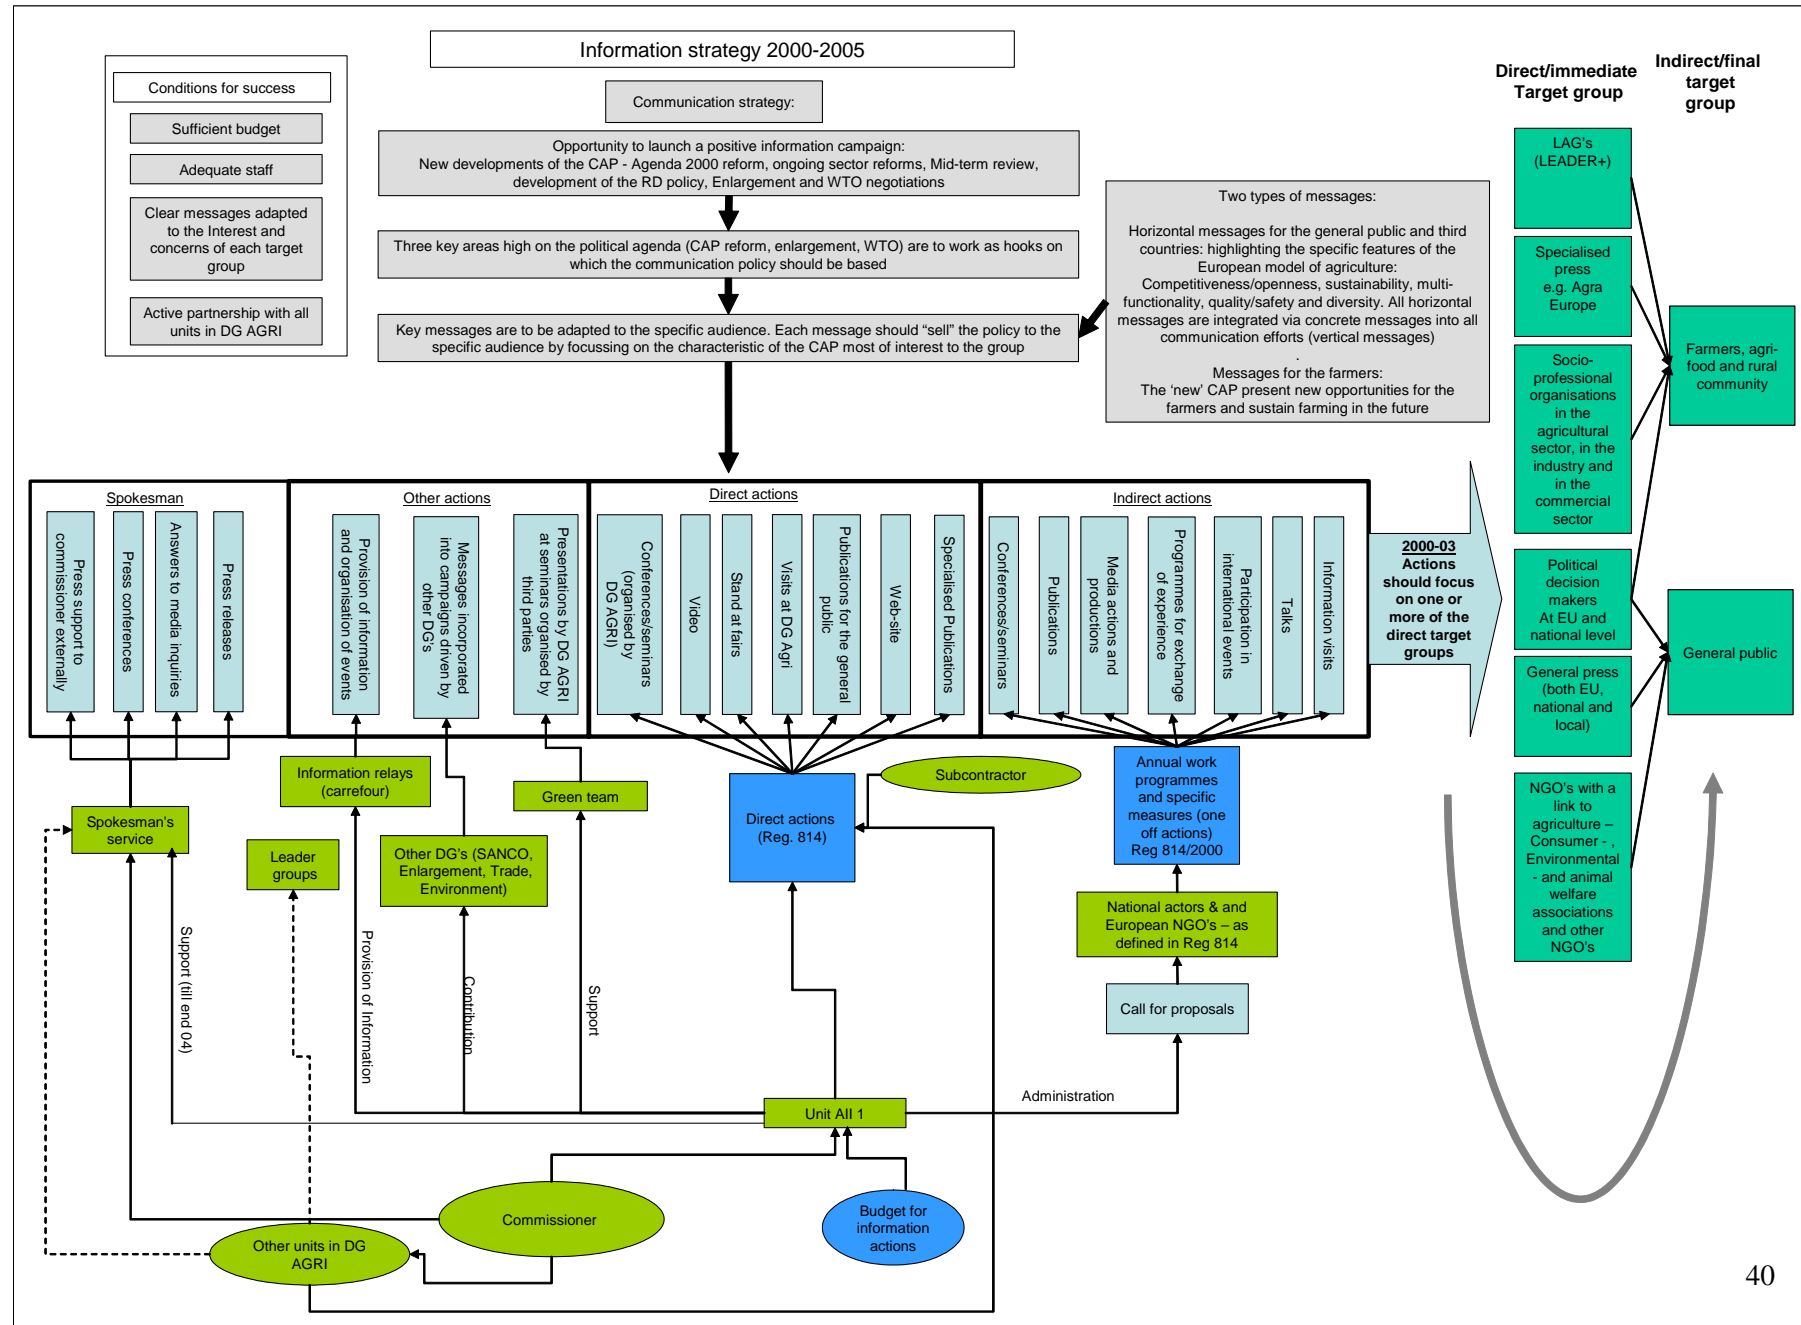 Information strategy 2000-2005
Conditions for success
Sufficient budget
Adequate staff
Clear messages adapted
to the Interest and
concerns of each target
group
Active partnership with all
units in DG AGRI
Communication strategy:
Opportunity to launch a positive information campaign:
New developments of the CAP - Agenda 2000 reform, ongoing sector reforms, Mid-term review,
development of the RD policy, Enlargement and WTO negotiations
Three key areas high on the political agenda (CAP reform, enlargement, WTO) are to work as hooks on
which the communication policy should be based
Key messages are to be adapted to the specific audience. Each message should “sell” the policy to the
specific audience by focussing on the characteristic of the CAP most of interest to the group
Two types of messages:
Horizontal messages for the general public and third
countries: highlighting the specific features of the
European model of agriculture:
Competitiveness/openness, sustainability, multi-
functionality, quality/safety and diversity. All horizontal
messages are integrated via concrete messages into all
communication efforts (vertical messages)
.
Messages for the farmers:
The ‘new’ CAP present new opportunities for the
farmers and sustain farming in the future
Direct/immediate
Target group
Indirect/final
target
group
LAG's
(LEADER+)
Specialised
press
e.g. Agra
Europe
Socio-
professional
organisations
in the
agricultural
sector, in the
industry and
in the
commercial
sector
Political
decision
makers
At EU and
national level
General press
(both EU,
national and
local)
NGO's with a
link to
agriculture –
Consumer - ,
Environmental
- and animal
welfare
associations
and other
NGO's
Farmers, agri-
food and rural
community
General public
Spokesman
Press support to
commissioner externally
Press conferences
Answers to media inquiries
Press releases
Other actions
Provision of information
and organisation of events
Messages incorporated
into campaigns driven by
other DG's
Presentations by DG AGRI
at seminars organised by
third parties
Direct actions
Conferences/seminars
(organised by
DG AGRI)
Video
Stand at fairs
Visits at DG Agri
Publications for the general
public
Web-site
Specialised Publications
Indirect actions
Conferences/seminars
Publications
Media actions and
productions
Programmes for exchange
of experience
Participation in
international events
Talks
Information visits
2000-03
Actions
should focus
on one or
more of the
direct target
groups
Spokesman's
service
Information relays
(carrefour)
Leader
groups
Other DG's (SANCO,
Enlargement, Trade,
Environment)
Green team
Direct actions
(Reg. 814)
Subcontractor
Annual work
programmes
and specific
measures (one
off actions)
Reg 814/2000
National actors & and
European NGO's – as
defined in Reg 814
Call for proposals
Support (till end 04)
Provision of Information
Contribution
Support
Administration
Unit AII 1
Commissioner
Budget for
information
actions
Other units in DG
AGRI
40